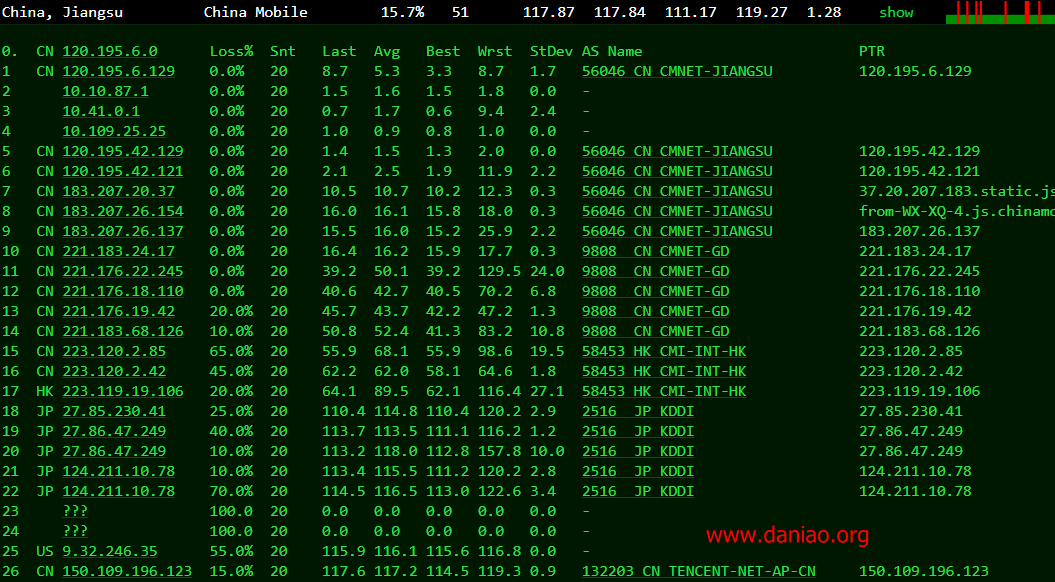 China, Jiangsu China Mobile 15.7% 51 117.87 117.84 111.17 119.27 1.28 show
0. CN 120.195.6.0 Loss% Snt Last Avg Best Wrst StDev AS Name PTR
1 CN 120.195.6.129 0.0% 20 8.7 5.3 3.3 8.7 1.7 56046 CN CMNET-JIANGSU 120.195.6.129
2 10.10.87.1 0.0% 20 1.5 1.6 1.5 1.8 0.0 -
3 10.41.0.1 0.0% 20 0.7 1.7 0.6 9.4 2.4 -
4 10.109.25.25 0.0% 20 1.0 0.9 0.8 1.0 0.0 -
5 CN 120.195.42.129 0.0% 20 1.4 1.5 1.3 2.0 0.0 56046 CN CMNET-JIANGSU 120.195.42.129
6 CN 120.195.42.121 0.0% 20 2.1 2.5 1.9 11.9 2.2 56046 CN CMNET-JIANGSU 120.195.42.121
7 CN 183.207.20.37 0.0% 20 10.5 10.7 10.2 12.3 0.3 56046 CN CMNET-JIANGSU 37.20.207.183.static.js
8 CN 183.207.26.154 0.0% 20 16.0 16.1 15.8 18.0 0.3 56046 CN CMNET-JIANGSU from-WX-XQ-4.js.chinamo
9 CN 183.207.26.137 0.0% 20 15.5 16.0 15.2 25.9 2.2 56046 CN CMNET-JIANGSU 183.207.26.137
10 CN 221.183.24.17 0.0% 20 16.4 16.2 15.9 17.7 0.3 9808 CN CMNET-GD 221.183.24.17
11 CN 221.176.22.245 0.0% 20 39.2 50.1 39.2 129.5 24.0 9808 CN CMNET-GD 221.176.22.245
12 CN 221.176.18.110 0.0% 20 40.6 42.7 40.5 70.2 6.8 9808 CN CMNET-GD 221.176.18.110
13 CN 221.176.19.42 20.0% 20 45.7 43.7 42.2 47.2 1.3 9808 CN CMNET-GD 221.176.19.42
14 CN 221.183.68.126 10.0% 20 50.8 52.4 41.3 83.2 10.8 9808 CN CMNET-GD 221.183.68.126
15 CN 223.120.2.85 65.0% 20 55.9 68.1 55.9 98.6 19.5 58453 HK CMI-INT-HK 223.120.2.85
16 CN 223.120.2.42 45.0% 20 62.2 62.0 58.1 64.6 1.8 58453 HK CMI-INT-HK 223.120.2.42
17 HK 223.119.19.106 20.0% 20 64.1 89.5 62.1 116.4 27.1 58453 HK CMI-INT-HK 223.119.19.106
18 JP 27.85.230.41 25.0% 20 110.4 114.8 110.4 120.2 2.9 2516 JP KDDI 27.85.230.41
19 JP 27.86.47.249 40.0% 20 113.7 113.5 111.1 116.2 1.2 2516 JP KDDI 27.86.47.249
20 JP 27.86.47.249 10.0% 20 113.2 118.0 112.8 157.8 10.0 2516 JP KDDI 27.86.47.249
21 JP 124.211.10.78 10.0% 20 113.4 115.5 111.2 120.2 2.8 2516 JP KDDI 124.211.10.78
22 JP 124.211.10.78 70.0% 20 114.5 116.5 113.0 122.6 3.4 2516 JP KDDI 124.211.10.78
23 ??? 100.0 20 0.0 0.0 0.0 0.0 0.0 -
24 ??? 100.0 20 0.0 0.0 0.0 0.0 0.0 -
www.daniao.org
25 US 9.32.246.35 55.0% 20 115.9 116.1 115.6 116.8 0.0 -
26 CN 150.109.196.123 15.0% 20 117.6 117.2 114.5 119.3 0.9 132203 CN TENCENT-NET-AP-CN 150.109.196.123